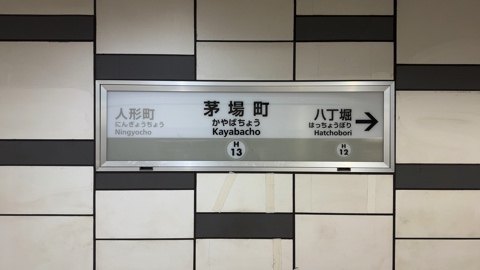 人形町
にんぎょうちょう
Ningyocho
茅場町
かやばちょう
Kayabacho
H
13
八丁堀
はっちょうぼり
Hatchobori
H
12